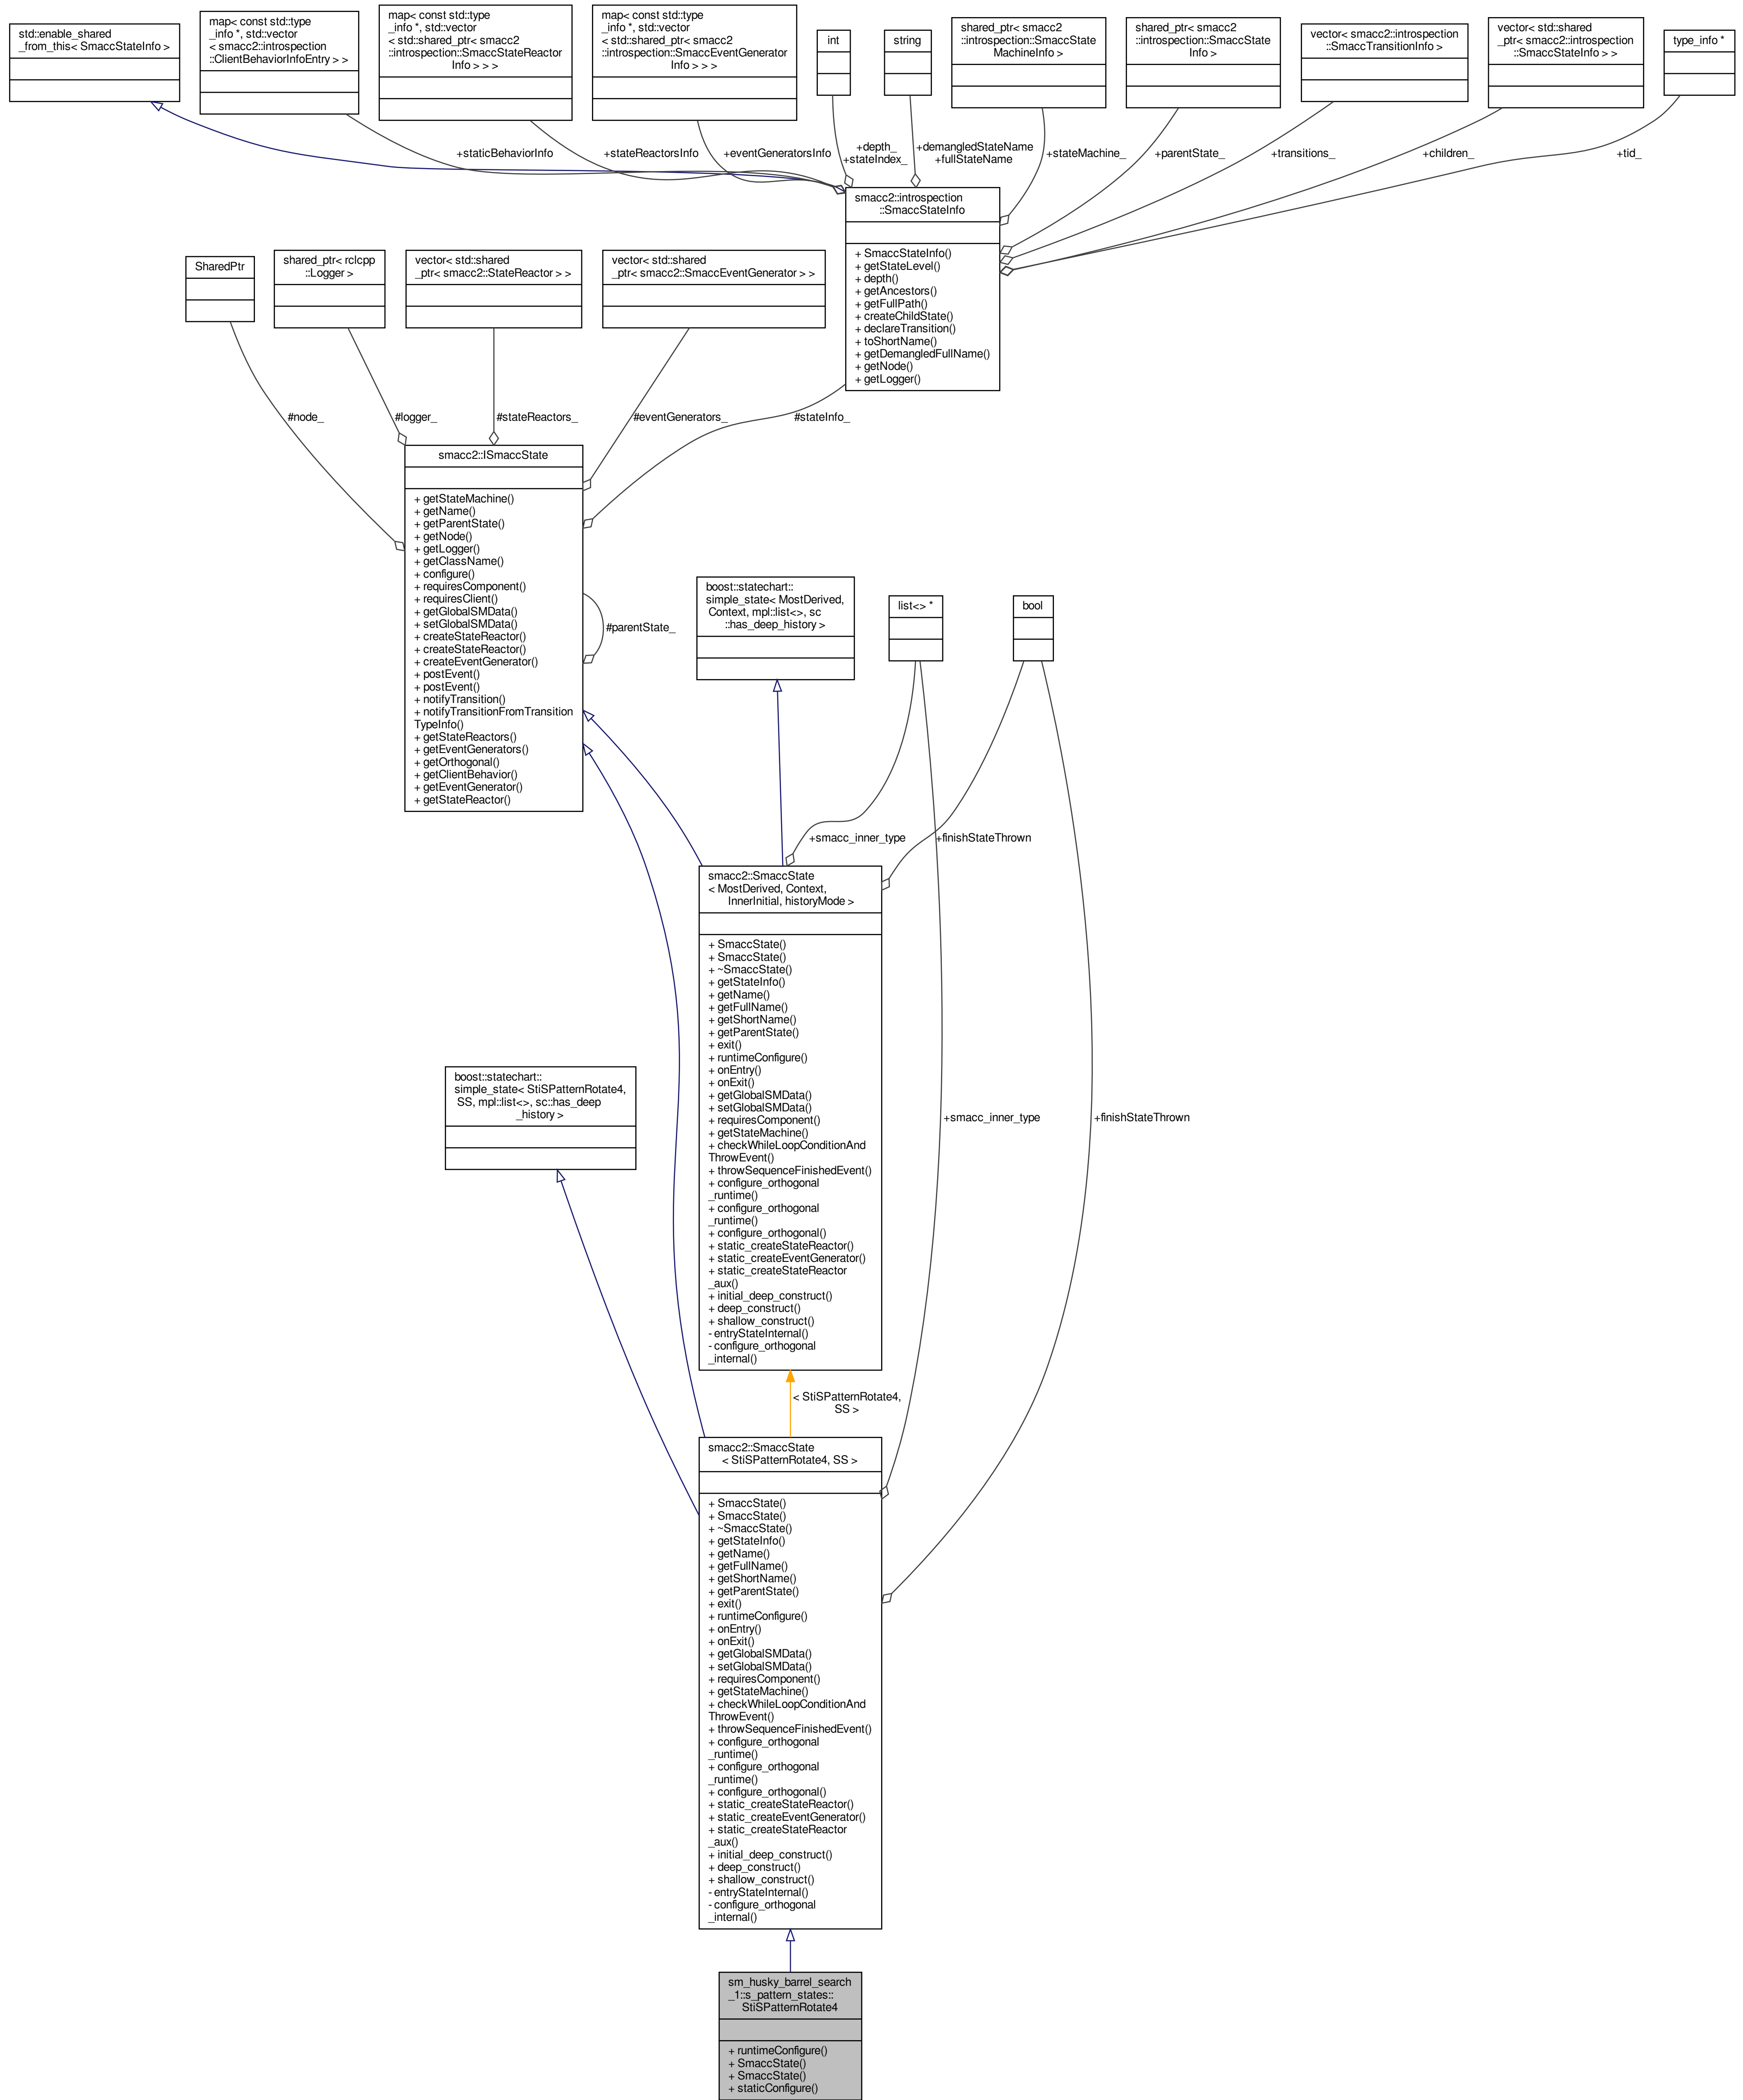 std::enable_shared
_from_this< SmaccStateInfo >
map< const std::type
_info *, std::vector
< smacc2::introspection
::ClientBehaviorInfoEntry > >
map< const std::type
_info *, std::vector
< std::shared_ptr< smacc2
::introspection::SmaccStateReactor
Info > > >
map< const std::type
_info *, std::vector
< std::shared_ptr< smacc2
::introspection::SmaccEventGenerator
Info > > >
int
string
shared_ptr< smacc2
::introspection::SmaccState
MachineInfo >
shared_ptr< smacc2
::introspection::SmaccState
Info >
vector< smacc2::introspection
::SmaccTransitionInfo >
vector< std::shared
_ptr< smacc2::introspection
::SmaccStateInfo > >
type_info *
+staticBehaviorInfo
+stateReactorsInfo
+eventGeneratorsInfo
+depth_
+stateIndex_
+demangledStateName
+fullStateName
+stateMachine_
+parentState_
+transitions_
+children_
+tid_
smacc2::introspection
::SmaccStateInfo
+ SmaccStateInfo()
+ getStateLevel()
+ depth()
+ getAncestors()
+ getFullPath()
+ createChildState()
+ declareTransition()
+ toShortName()
+ getDemangledFullName()
+ getNode()
+ getLogger()
SharedPtr
shared_ptr< rclcpp
::Logger >
vector< std::shared
_ptr< smacc2::StateReactor > >
vector< std::shared
_ptr< smacc2::SmaccEventGenerator > >
#node_
#logger_
#stateReactors_
#eventGenerators_
#stateInfo_
smacc2::ISmaccState
+ getStateMachine()
+ getName()
+ getParentState()
+ getNode()
+ getLogger()
+ getClassName()
+ configure()
+ requiresComponent()
+ requiresClient()
+ getGlobalSMData()
+ setGlobalSMData()
+ createStateReactor()
+ createStateReactor()
+ createEventGenerator()
+ postEvent()
+ postEvent()
+ notifyTransition()
+ notifyTransitionFromTransition
TypeInfo()
+ getStateReactors()
+ getEventGenerators()
+ getOrthogonal()
+ getClientBehavior()
+ getEventGenerator()
+ getStateReactor()
#parentState_
boost::statechart::
simple_state< MostDerived,
Context, mpl::list<>, sc
::has_deep_history >
list<> *
bool
+smacc_inner_type
+finishStateThrown
smacc2::SmaccState
< MostDerived, Context,
InnerInitial, historyMode >
+ SmaccState()
+ SmaccState()
+ ~SmaccState()
+ getStateInfo()
+ getName()
+ getFullName()
+ getShortName()
+ getParentState()
+ exit()
+ runtimeConfigure()
+ onEntry()
+ onExit()
+ getGlobalSMData()
+ setGlobalSMData()
+ requiresComponent()
+ getStateMachine()
+ checkWhileLoopConditionAnd
ThrowEvent()
+ throwSequenceFinishedEvent()
+ configure_orthogonal
_runtime()
+ configure_orthogonal
_runtime()
+ configure_orthogonal()
+ static_createStateReactor()
+ static_createEventGenerator()
+ static_createStateReactor
_aux()
+ initial_deep_construct()
+ deep_construct()
+ shallow_construct()
- entryStateInternal()
- configure_orthogonal
_internal()
boost::statechart::
simple_state< StiSPatternRotate4,
SS, mpl::list<>, sc::has_deep
_history >
+smacc_inner_type
+finishStateThrown
< StiSPatternRotate4,
SS >
smacc2::SmaccState
< StiSPatternRotate4, SS >
+ SmaccState()
+ SmaccState()
+ ~SmaccState()
+ getStateInfo()
+ getName()
+ getFullName()
+ getShortName()
+ getParentState()
+ exit()
+ runtimeConfigure()
+ onEntry()
+ onExit()
+ getGlobalSMData()
+ setGlobalSMData()
+ requiresComponent()
+ getStateMachine()
+ checkWhileLoopConditionAnd
ThrowEvent()
+ throwSequenceFinishedEvent()
+ configure_orthogonal
_runtime()
+ configure_orthogonal
_runtime()
+ configure_orthogonal()
+ static_createStateReactor()
+ static_createEventGenerator()
+ static_createStateReactor
_aux()
+ initial_deep_construct()
+ deep_construct()
+ shallow_construct()
- entryStateInternal()
- configure_orthogonal
_internal()
sm_husky_barrel_search
_1::s_pattern_states::
StiSPatternRotate4
+ runtimeConfigure()
+ SmaccState()
+ SmaccState()
+ staticConfigure()